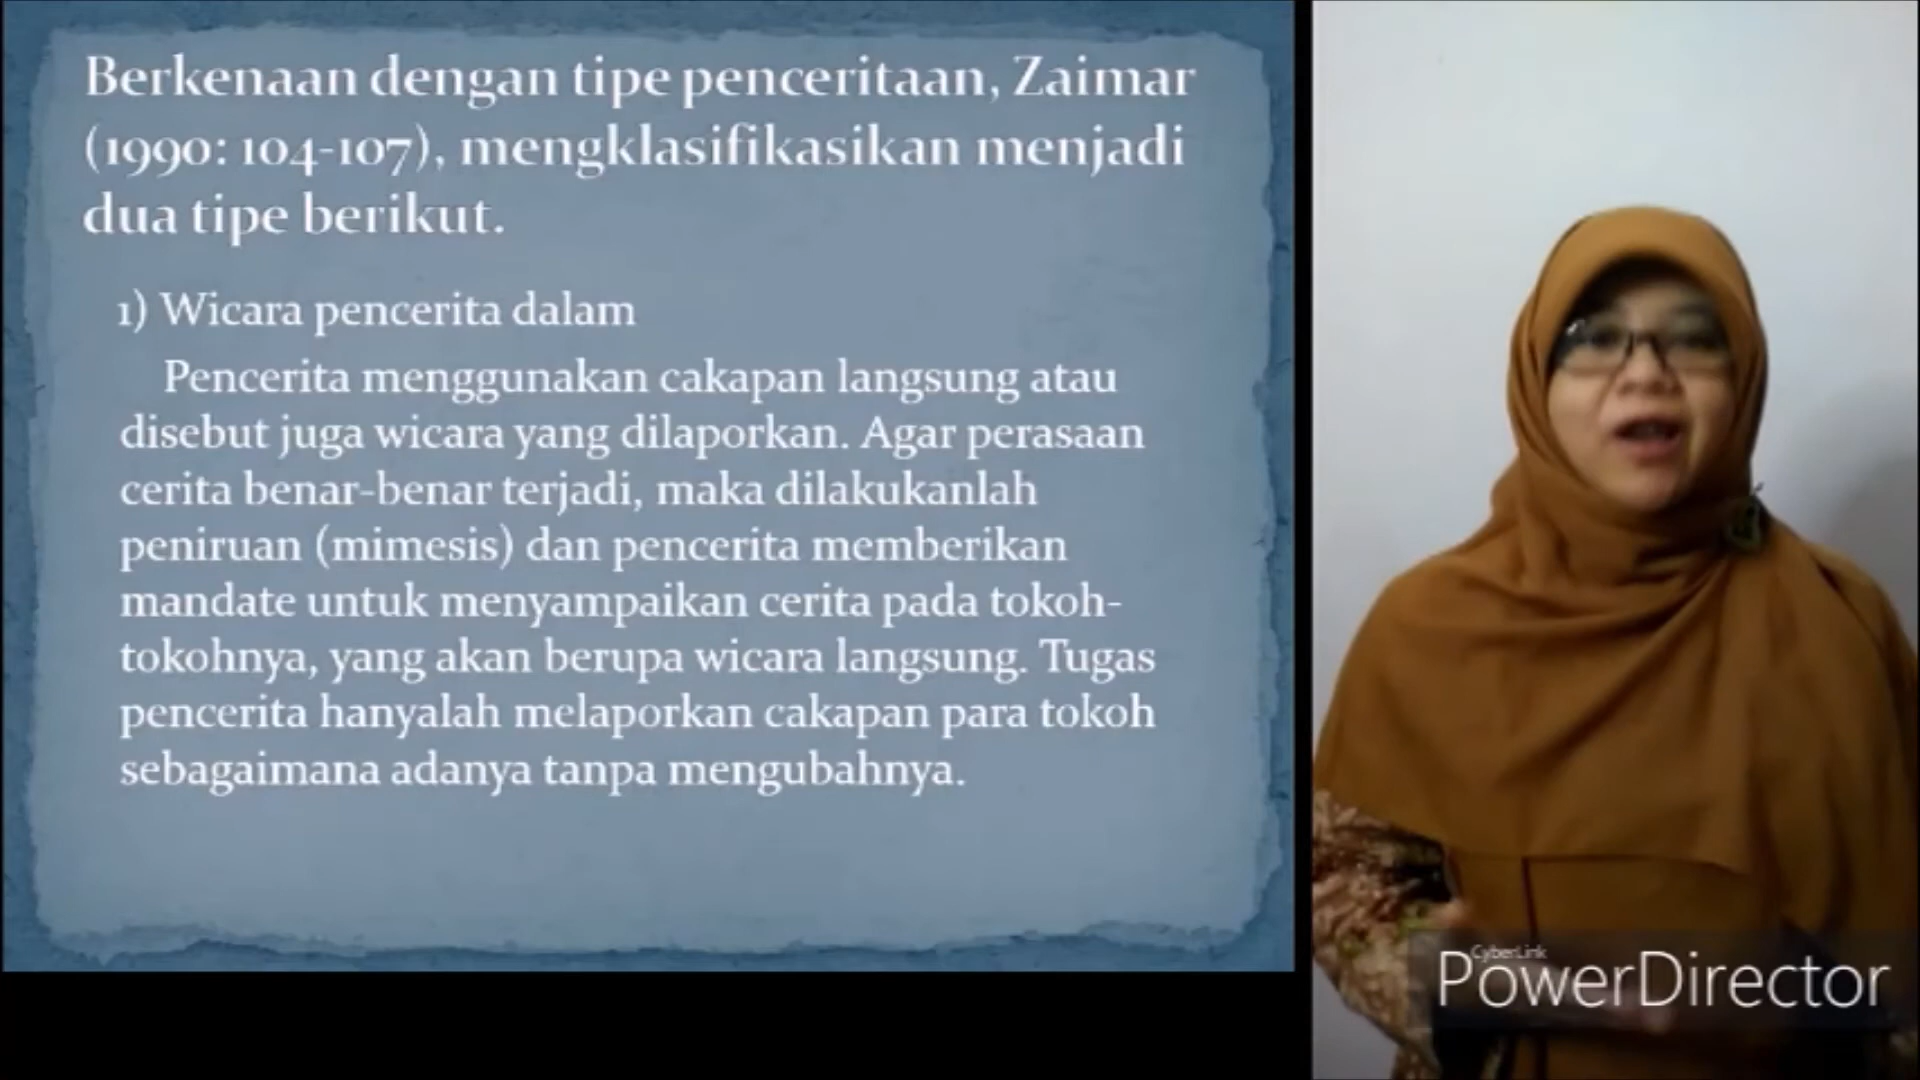 Berkenaan dengan tipe penceritaan, Zaimar
(1990: 104-107), mengklasifikasikan menjadi
dua tipe berikut.
1) Wicara pencerita dalam
Pencerita menggunakan cakapan langsung atau
disebut juga wicara yang dilaporkan. Agar perasaan
cerita benar-benar terjadi, maka dilakukanlah
peniruan (mimesis) dan pencerita memberikan
mandate untuk menyampaikan cerita pada tokoh-
tokohnya, yang akan berupa wicara langsung. Tugas
pencerita hanyalah melaporkan cakapan para tokoh
sebagaimana adanya tanpa mengubahnya.
CyberLink
PowerDirector